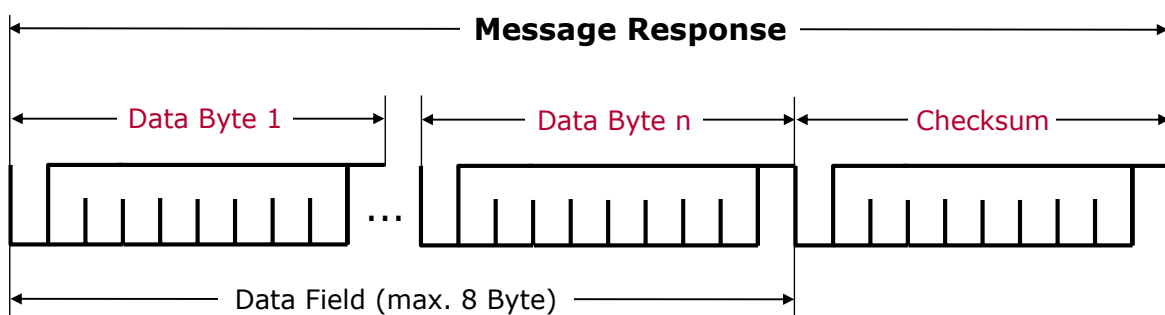 Message Response
Data Byte 1
Data Byte n
Checksum
...
Data Field (max. 8 Byte)